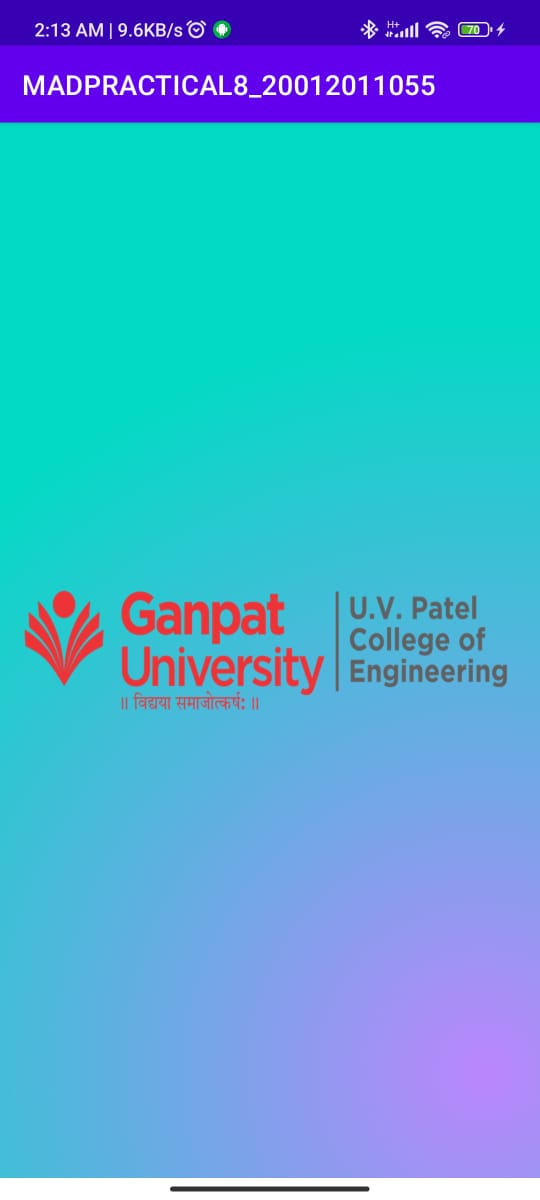 2:13 AM | 9.6KB/s
H+
70
MADPRACTICAL8_20012011055
Ganpat
University
॥ विद्यया समाजोत्कर्ष: ॥
U.V. Patel
College of
Engineering